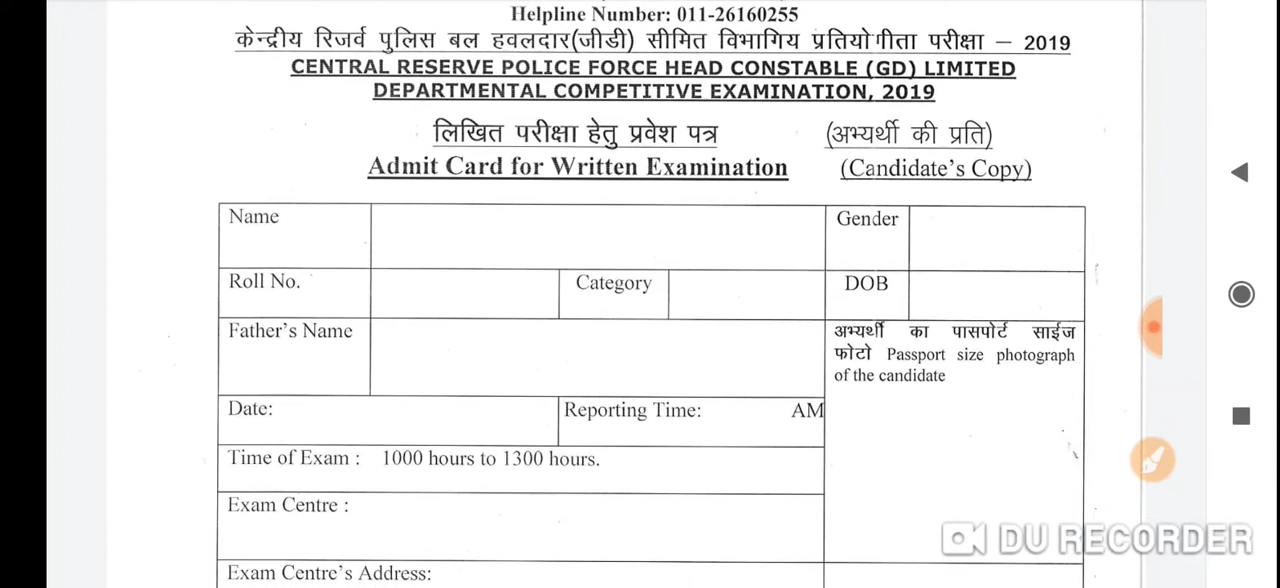 Helpline Number: 011-26160255
केन्द्रीय रिजर्व पुलिस बल हवलदार(जीडी) सीमित विभागिय प्रतियोगीता परीक्षा – 2019
CENTRAL RESERVE POLICE FORCE HEAD CONSTABLE (GD) LIMITED
DEPARTMENTAL COMPETITIVE EXAMINATION, 2019
लिखित परीक्षा हेतु प्रवेश पत्र (अभ्यर्थी की प्रति)
Admit Card for Written Examination (Candidate's Copy)
Name Gender
Roll No. Category DOB
Father's Name
अभ्यर्थी का पासपोर्ट साईज
फोटो Passport size photograph
of the candidate
Date: Reporting Time: AM
Time of Exam : 1000 hours to 1300 hours.
Exam Centre :
Exam Centre's Address:
DU RECORDER